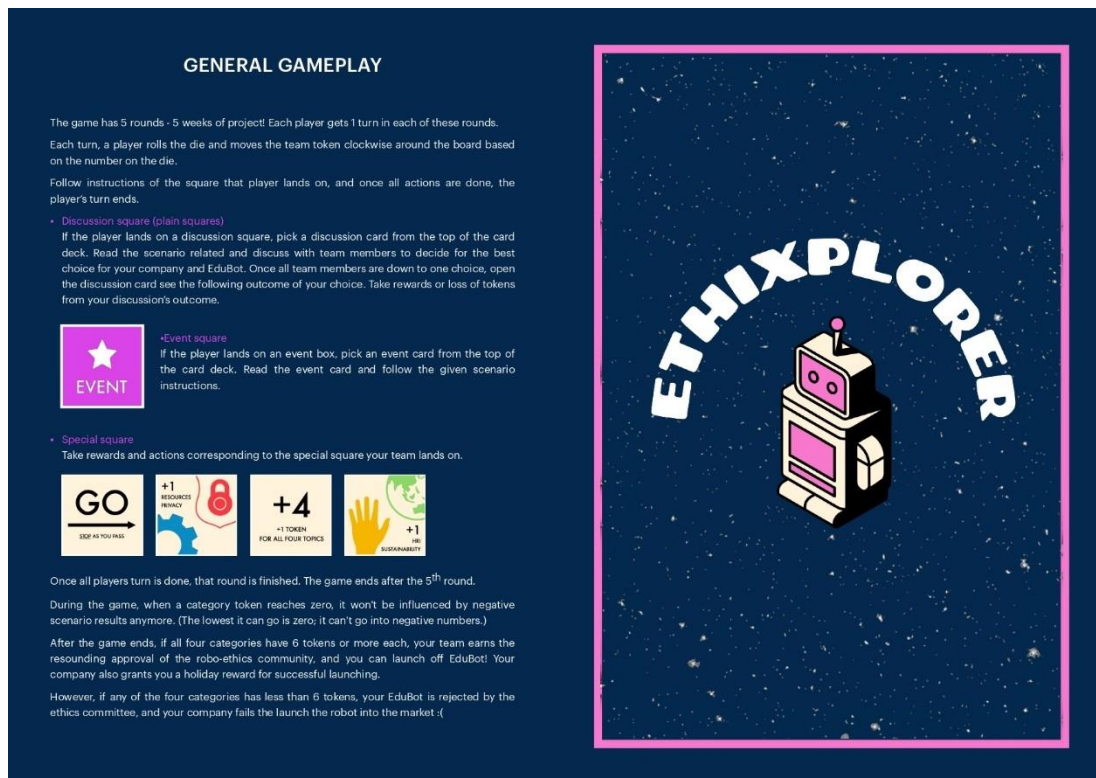 GENERAL GAMEPLAY
The game has 5 rounds - 5 weeks of project! Each player gets 1 turn in each of these rounds.
Each turn, a player rolls the die and moves the team token clockwise around the board based
on the number on the die.
Follow instructions of the square that player lands on, and once all actions are done, the
player's turn ends.
• Discussion square (plain squares)
If the player lands on a discussion square, pick a discussion card from the top of the card
deck. Read the scenario related and discuss with team members to decide for the best
choice for your company and EduBot. Once all team members are down to one choice, open
the discussion card see the following outcome of your choice. Take rewards or loss of tokens
from your discussion's outcome.
EVENT
•Event square
If the player lands on an event box, pick an event card from the top of
the card deck. Read the event card and follow the given scenario
instructions.
• Special square
Take rewards and actions corresponding to the special square your team lands on.
GO
STOP AS YOU PASS
+1
RESOURCES
PRIVACY
+4
+1 TOKEN
FOR ALL FOUR TOPICS
+1
HRI
SUSTAINABILITY
Once all players turn is done, that round is finished. The game ends after the 5th round.
During the game, when a category token reaches zero, it won't be influenced by negative
scenario results anymore. (The lowest it can go is zero; it can't go into negative numbers.)
After the game ends, if all four categories have 6 tokens or more each, your team earns the
resounding approval of the robo-ethics community, and you can launch off EduBot! Your
company also grants you a holiday reward for successful launching.
However, if any of the four categories has less than 6 tokens, your EduBot is rejected by the
ethics committee, and your company fails the launch the robot into the market :(
ETHIXPLORER